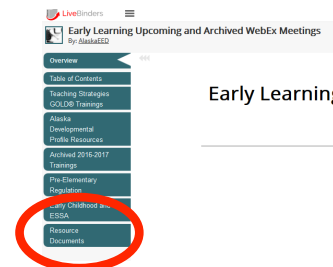 LiveBinders
Early Learning Upcoming and Archived WebEx Meetings
By: AlaskaEED
Overview
Table of Contents
Teaching Strategies
GOLD® Trainings
Alaska
Developmental
Profile Resources
Archived 2016-2017
Trainings
Pre-Elementary
Regulation
Early Childhood and
ESSA
Resource
Documents
Early Learning